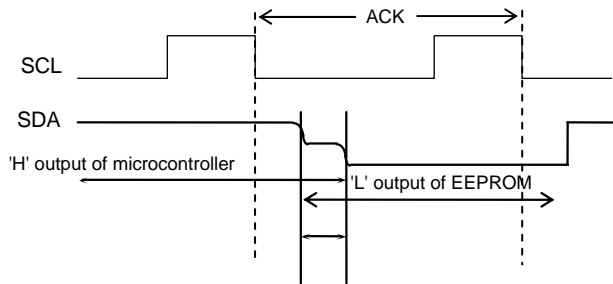 ACK
SCL
SDA
'H' output of microcontroller
'L' output of EEPROM